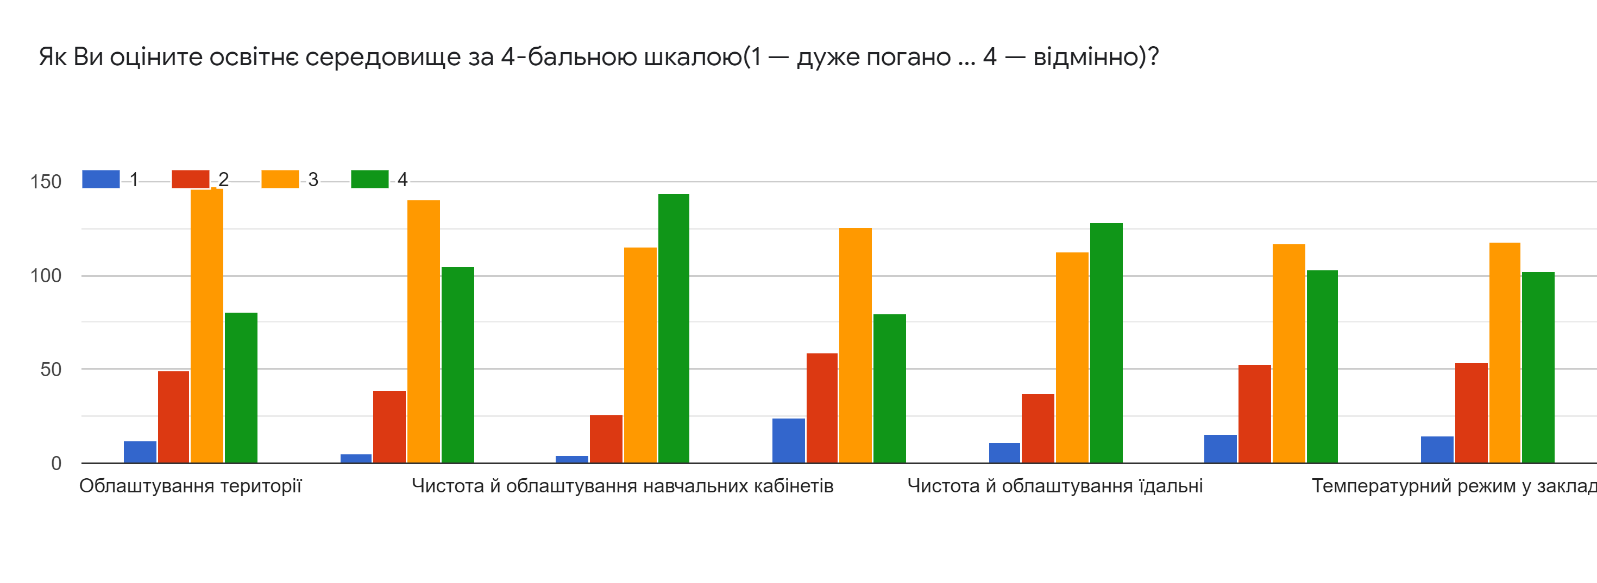 Як Ви оціните освітнє середовище за 4-бальною шкалою(1 — дуже погано ... 4 — відмінно)?
1 2 3 4
150
100
50
0
Облаштування території Чистота й облаштування навчальних кабінетів Чистота й облаштування їдальні Температурний режим у заклад